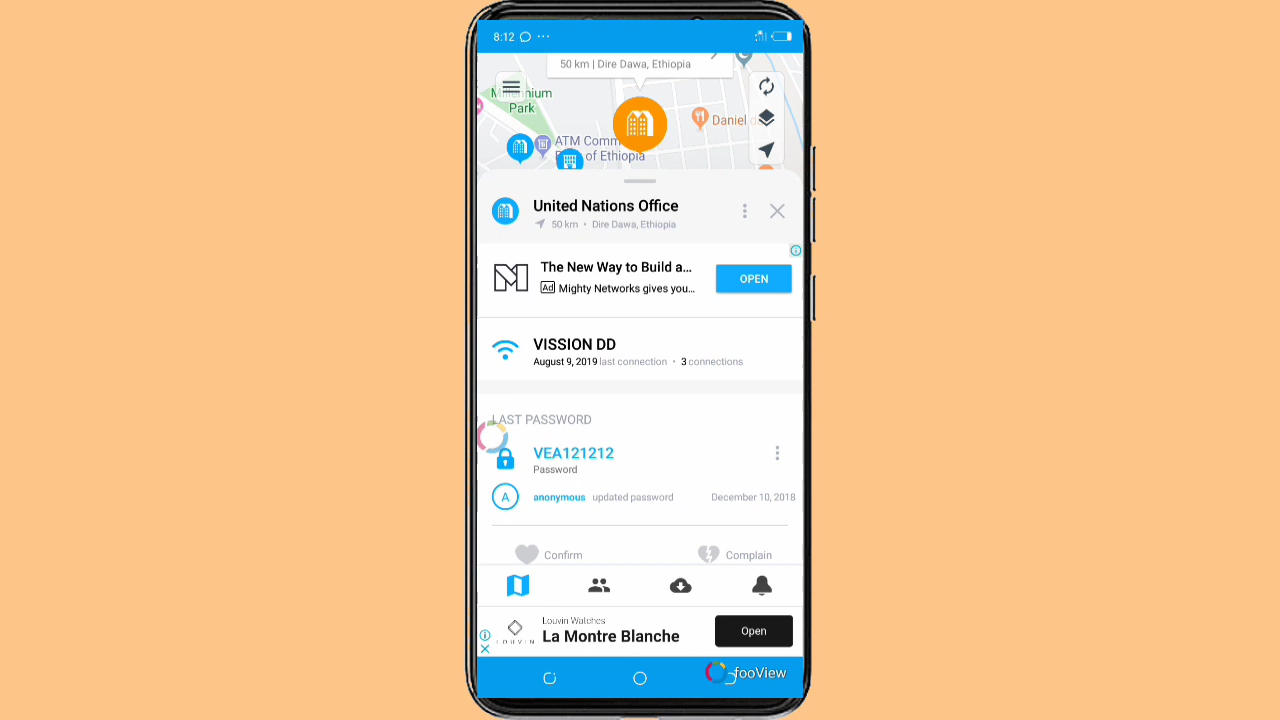 8:12
50 km | Dire Dawa, Ethiopia
Millennium
Park
Daniel
ATM Comm
of Ethiopia
United Nations Office
50 km • Dire Dawa, Ethiopia
The New Way to Build a...
Ad Mighty Networks gives you...
OPEN
VISSION DD
August 9, 2019 last connection • 3 connections
LAST PASSWORD
VEA121212
Password
A anonymous updated password December 10, 2018
Confirm Complain
Louvin Watches
La Montre Blanche
LOUVIN
Open
fooView